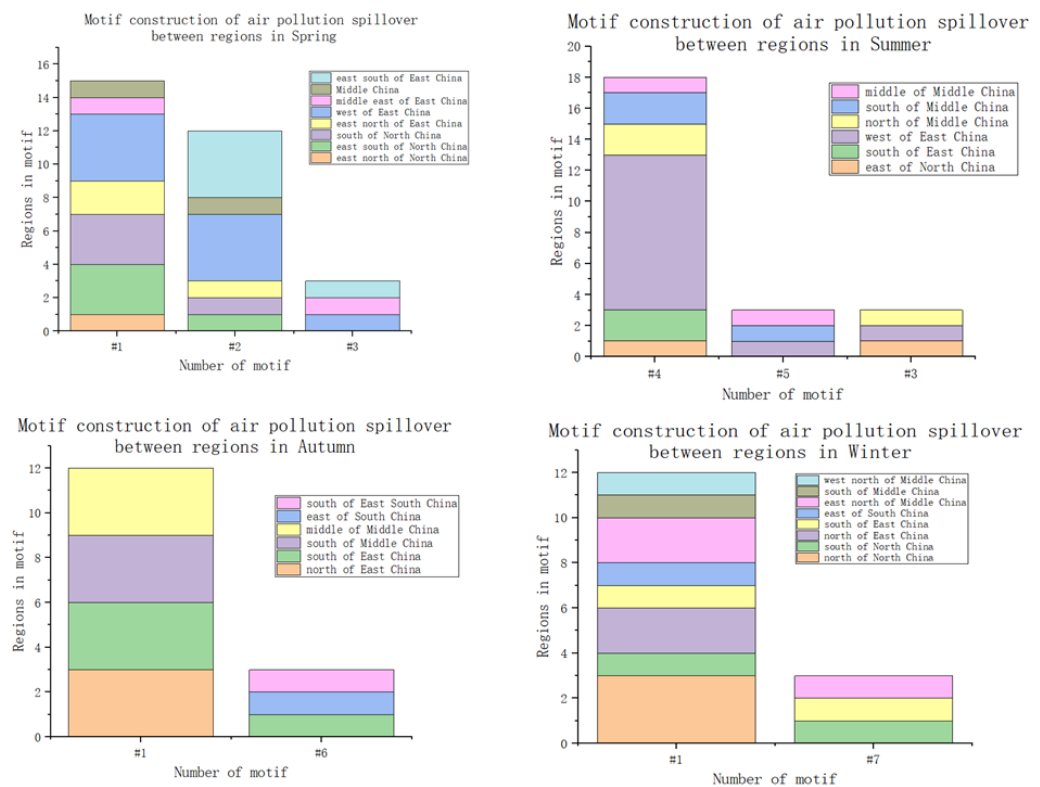 Motif construction of air pollution spillover
between regions in Spring
Regions in motif
16
14
12
10
8
6
4
2
0
east south of East China
Middle China
middle east of East China
west of East China
east north of East China
south of North China
east south of North China
east north of North China
#1
#2
#3
Number of motif
Motif construction of air pollution spillover
between regions in Summer
Regions in motif
20
18
16
14
12
10
8
6
4
2
0
middle of Middle China
south of Middle China
north of Middle China
west of East China
south of East China
east of North China
#4
#5
#3
Number of motif
Motif construction of air pollution spillover
between regions in Autumn
Regions in motif
12
10
8
6
4
2
0
south of East South China
east of South China
middle of Middle China
south of Middle China
south of East China
north of East China
#1
#6
Number of motif
Motif construction of air pollution spillover
between regions in Winter
Regions in motif
12
10
8
6
4
2
0
west north of Middle China
south of Middle China
east north of Middle China
east of South China
south of East China
north of East China
south of North China
north of North China
#1
#7
Number of motif